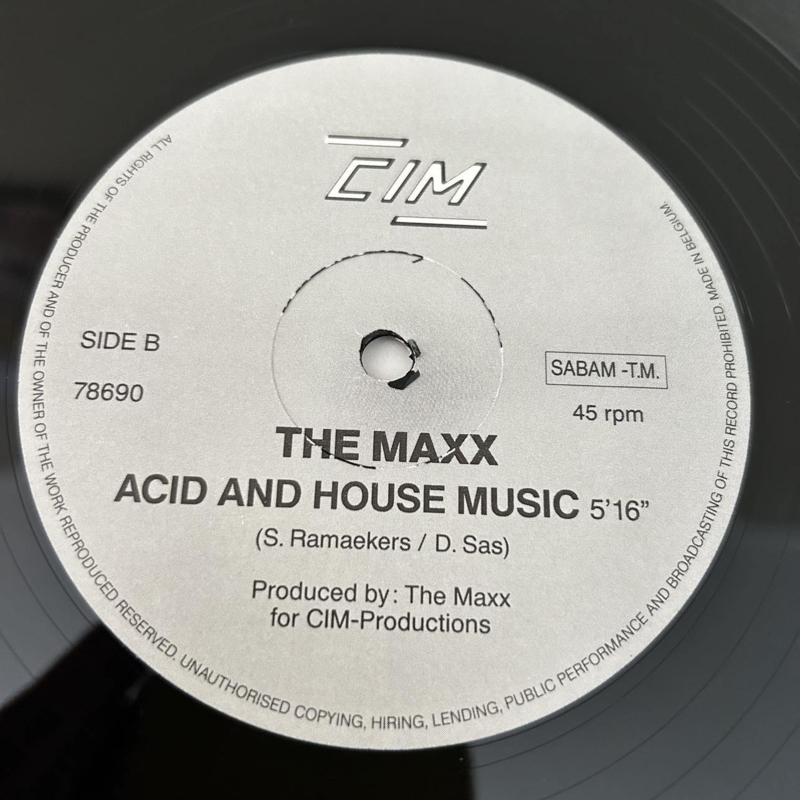 CIM
SIDE B
78690
SABAM -T.M.
45 rpm
THE MAXX
ACID AND HOUSE MUSIC 5'16"
(S. Ramaekers / D. Sas)
Produced by: The Maxx
for CIM-Productions
ALL RIGHTS OF THE PRODUCER AND OF THE OWNER OF THE WORK REPRODUCED RESERVED. UNAUTHORISED COPYING, HIRING, LENDING, PUBLIC PERFORMANCE AND BROADCASTING OF THIS RECORD PROHIBITED. MADE IN BELGIUM.